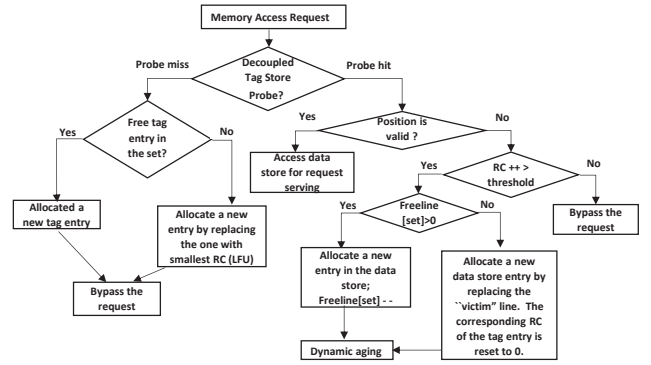 Memory Access Request
Probe miss
Decoupled
Tag Store
Probe?
Probe hit
Free tag
entry in
the set?
Yes
No
Yes
Position is
valid ?
No
Access data
store for request
serving
Yes
RC ++ >
threshold
No
Allocated a
new tag entry
Allocate a new
entry by replacing
the one with
smallest RC (LFU)
Yes
Freeline
[set]>0
No
Bypass the
request
Bypass the
request
Allocate a new
entry in the data
store;
Freeline[set] - -
Allocate a new
data store entry by
replacing the
``victim” line. The
corresponding RC
of the tag entry is
reset to 0.
Dynamic aging